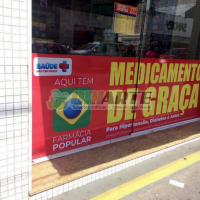 SAÚDE
AQUI TEM
FARMÁCIA
POPULAR
MEDICAMENTO
DE GRAÇA
Para Hipertensão, Diabetes e Asma